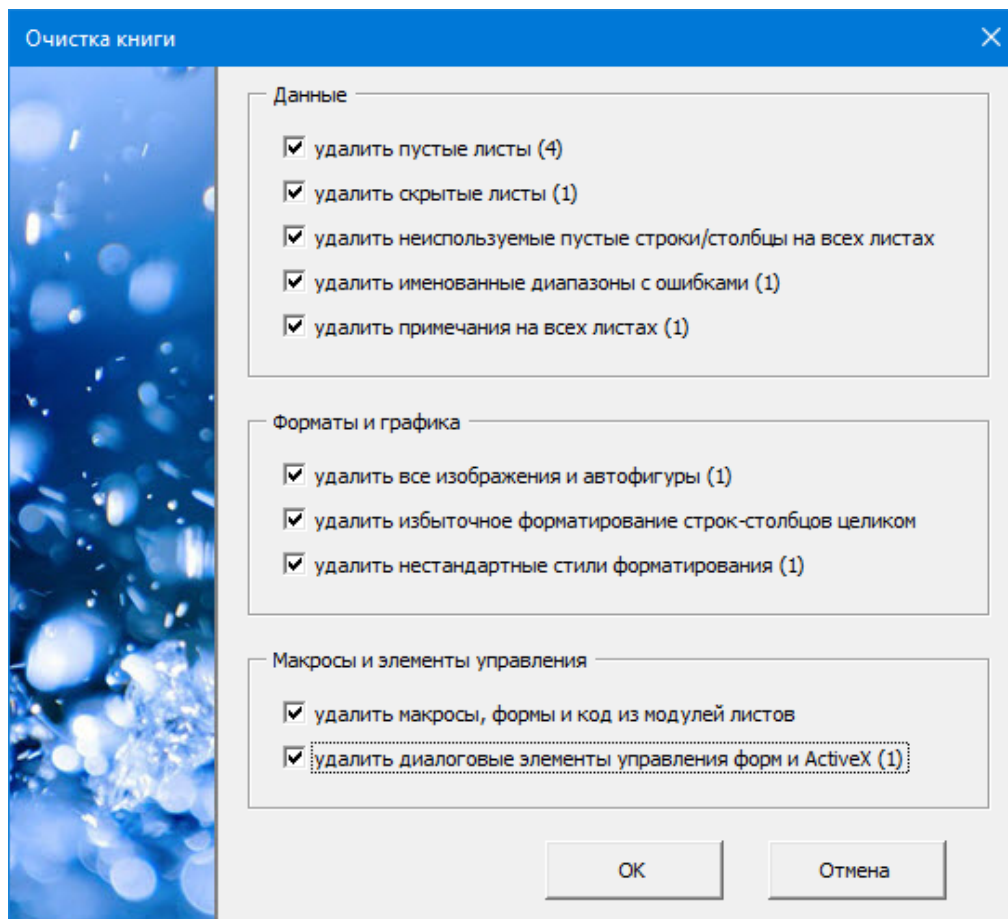 Очистка книги
Данные
удалить пустые листы (4)
удалить скрытые листы (1)
удалить неиспользуемые пустые строки/столбцы на всех листах
удалить именованные диапазоны с ошибками (1)
удалить примечания на всех листах (1)
Форматы и графика
удалить все изображения и автофигуры (1)
удалить избыточное форматирование строк-столбцов целиком
удалить нестандартные стили форматирования (1)
Макросы и элементы управления
удалить макросы, формы и код из модулей листов
удалить диалоговые элементы управления форм и ActiveX (1)
OK Отмена